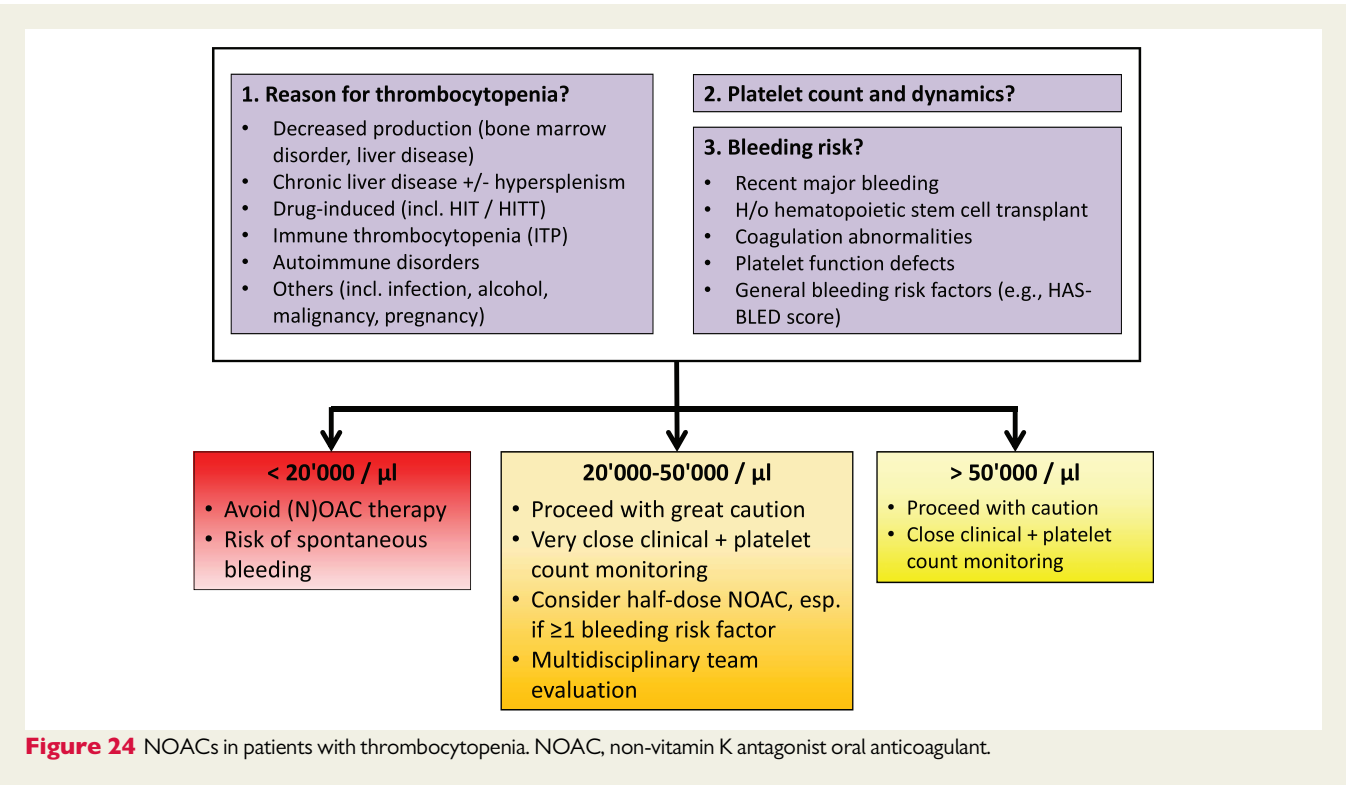 1. Reason for thrombocytopenia?
• Decreased production (bone marrow
disorder, liver disease)
• Chronic liver disease +/- hypersplenism
• Drug-induced (incl. HIT / HITT)
• Immune thrombocytopenia (ITP)
• Autoimmune disorders
• Others (incl. infection, alcohol,
malignancy, pregnancy)
2. Platelet count and dynamics?
3. Bleeding risk?
• Recent major bleeding
• H/o hematopoietic stem cell transplant
• Coagulation abnormalities
• Platelet function defects
• General bleeding risk factors (e.g., HAS-
BLED score)
< 20'000 / µl
• Avoid (N)OAC therapy
• Risk of spontaneous
bleeding
20'000-50'000 / µl
• Proceed with great caution
• Very close clinical + platelet
count monitoring
• Consider half-dose NOAC, esp.
if ≥1 bleeding risk factor
• Multidisciplinary team
evaluation
> 50'000 / µl
• Proceed with caution
• Close clinical + platelet
count monitoring
Figure 24 NOACs in patients with thrombocytopenia. NOAC, non-vitamin K antagonist oral anticoagulant.